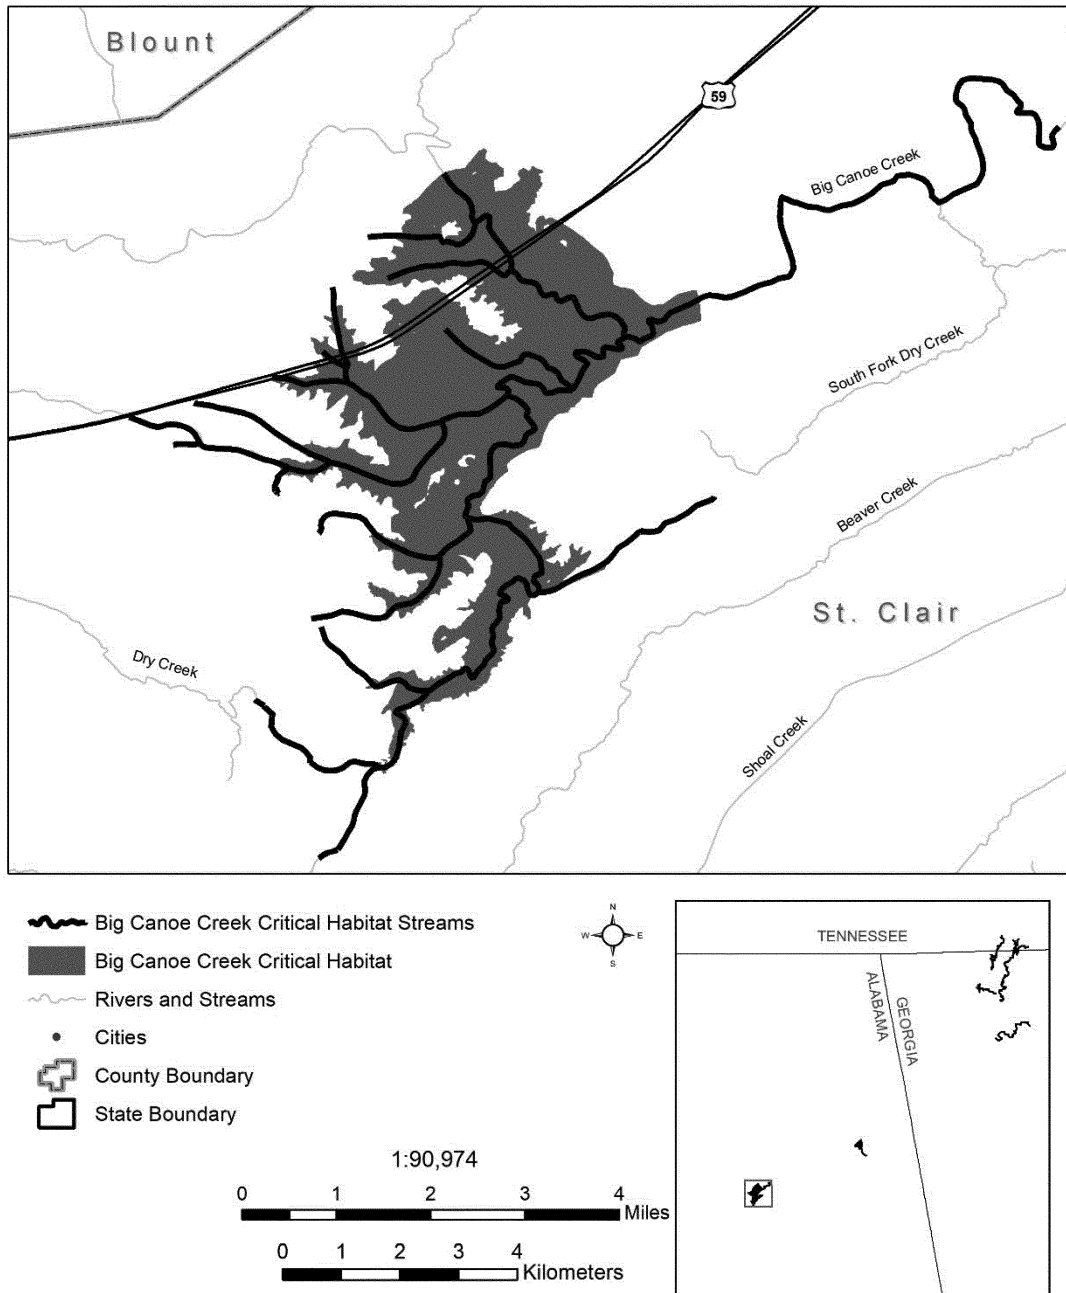 Blount
59
Big Canoe Creek
South Fork Dry Creek
Beaver Creek
St. Clair
Dry Creek
Shoal Creek
Big Canoe Creek Critical Habitat Streams
Big Canoe Creek Critical Habitat
Rivers and Streams
Cities
County Boundary
State Boundary
N
W E
S
1:90,974
0 1 2 3 4
Miles
0 1 2 3 4
Kilometers
TENNESSEE
ALABAMA
GEORGIA